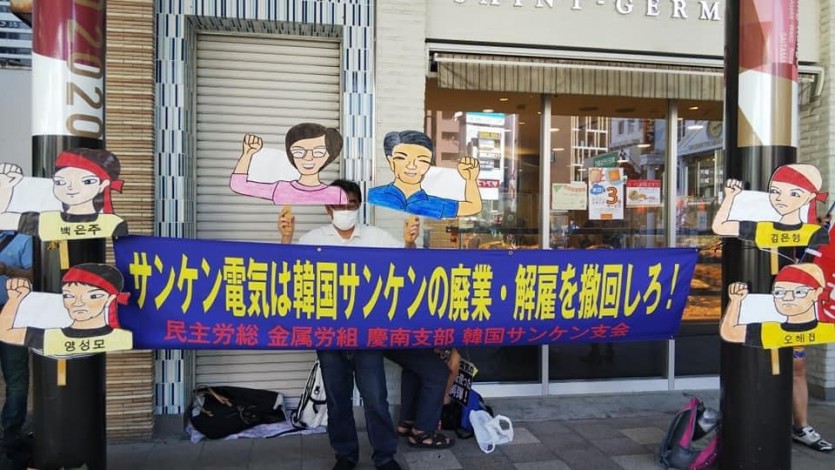 SAINT-GERM
2020
백은주
김은형
サンケン電気は韓国サンケンの廃業・解雇を撤回しろ！
民主労総 金属労組 慶南支部 韓国サンケン支会
양성모
오해진
3